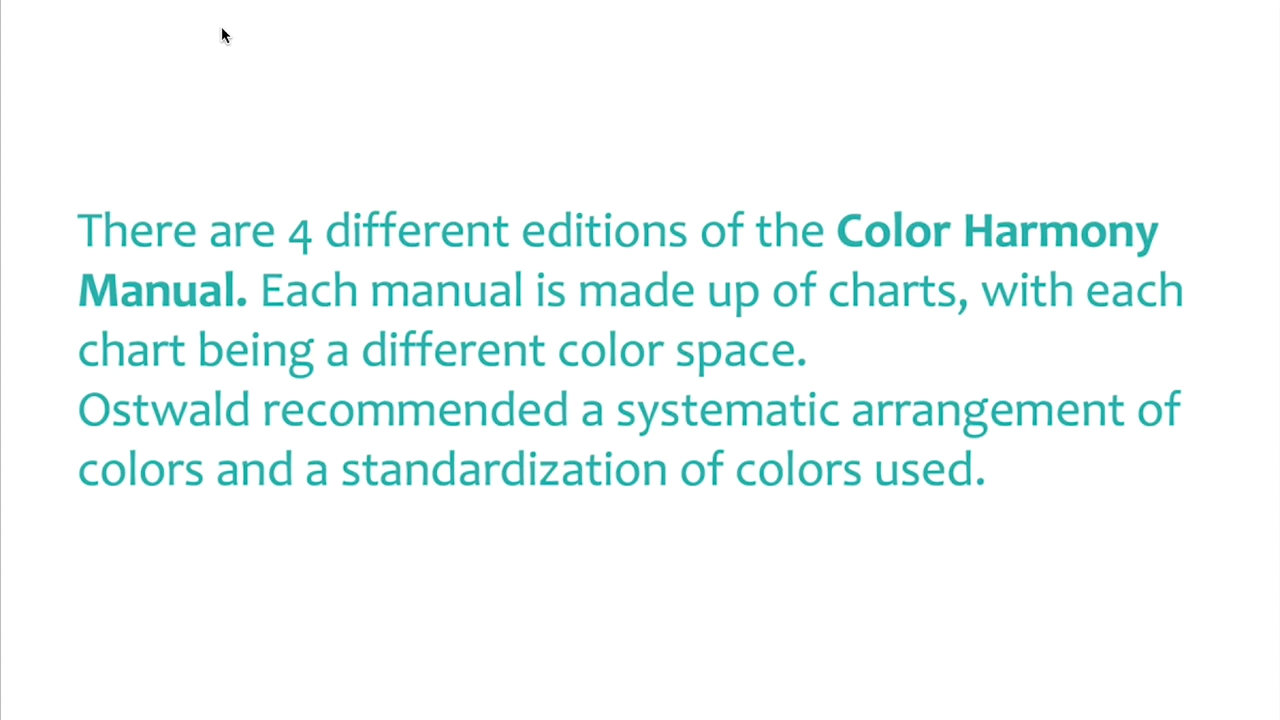 There are 4 different editions of the Color Harmony
Manual. Each manual is made up of charts, with each
chart being a different color space.
Ostwald recommended a systematic arrangement of
colors and a standardization of colors used.